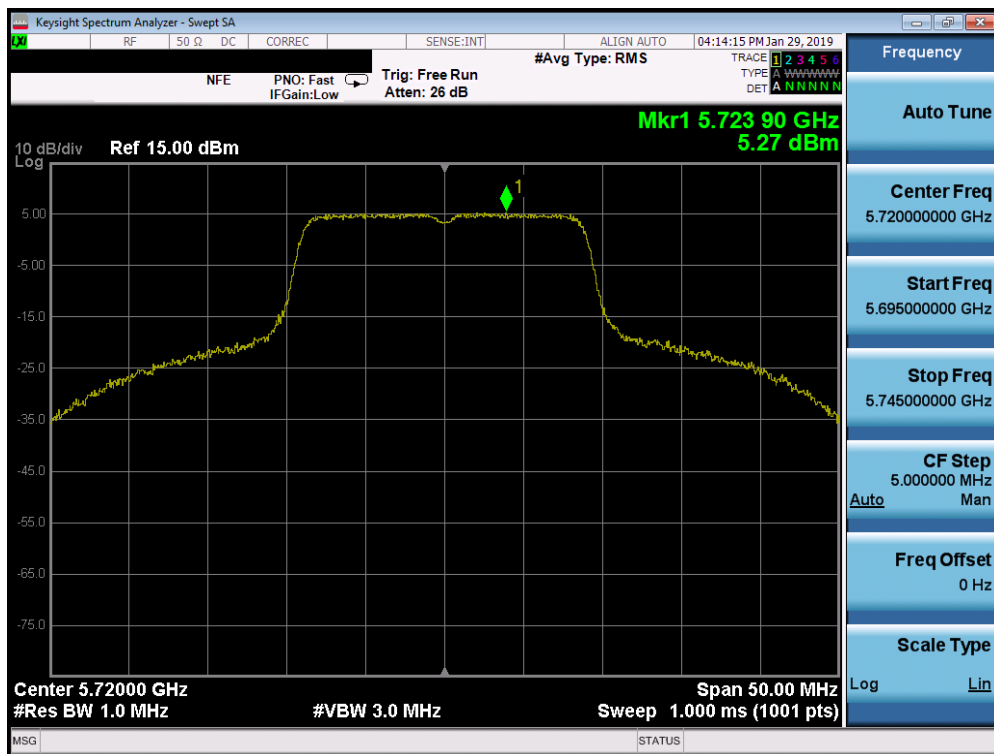 Keysight Spectrum Analyzer - Swept SA
LXI RF 50 Ω DC CORREC SENSE:INT ALIGN AUTO 04:14:15 PM Jan 29, 2019
NFE PNO: Fast IFGain:Low
Trig: Free Run
Atten: 26 dB
#Avg Type: RMS
TRACE 1 2 3 4 5 6
TYPE A WWWWW
DET A N N N N N
Mkr1 5.723 90 GHz
5.27 dBm
10 dB/div Ref 15.00 dBm
Log
1
5.00
-5.00
-15.0
-25.0
-35.0
-45.0
-55.0
-65.0
-75.0
Center 5.72000 GHz Span 50.00 MHz
#Res BW 1.0 MHz #VBW 3.0 MHz Sweep 1.000 ms (1001 pts)
MSG STATUS
Frequency
Auto Tune
Center Freq
5.720000000 GHz
Start Freq
5.695000000 GHz
Stop Freq
5.745000000 GHz
CF Step
5.000000 MHz
Auto Man
Freq Offset
0 Hz
Scale Type
Log Lin